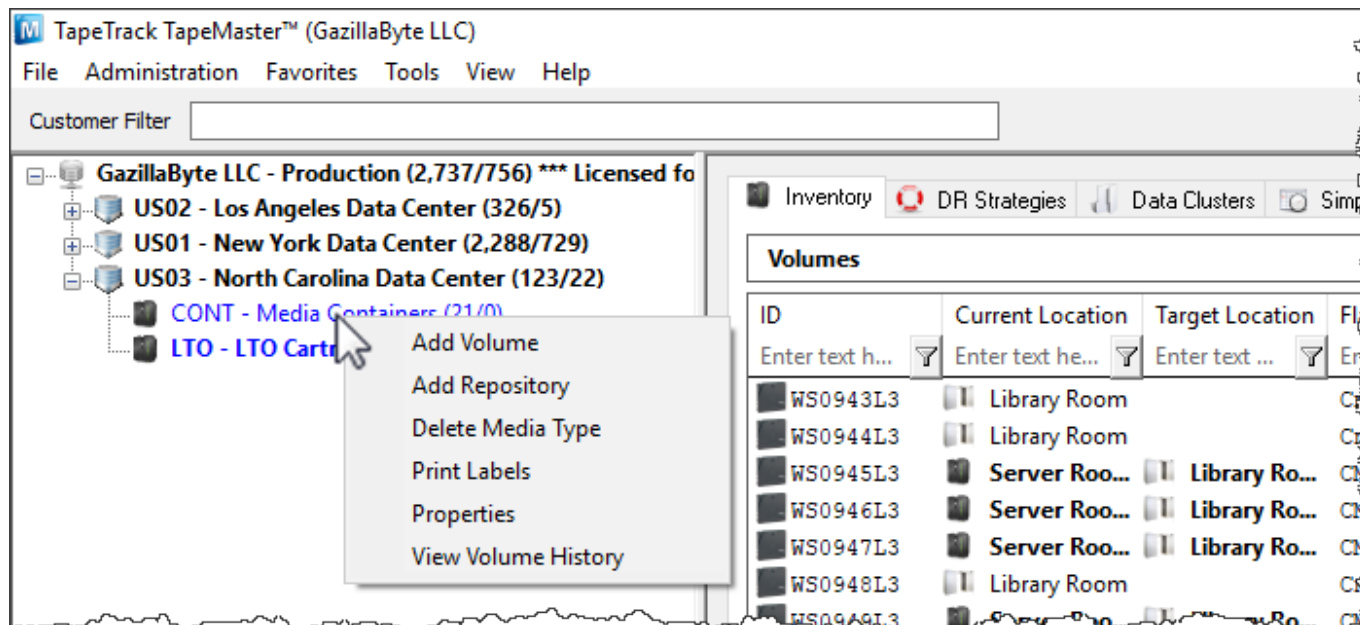 TapeTrack TapeMaster™ (GazillaByte LLC)
File Administration Favorites Tools View Help
Customer Filter
GazillaByte LLC - Production (2,737/756) *** Licensed fo
US02 - Los Angeles Data Center (326/5)
US01 - New York Data Center (2,288/729)
US03 - North Carolina Data Center (123/22)
CONT - Media Containers (21/0)
LTO - LTO Cartr
Add Volume
Add Repository
Delete Media Type
Print Labels
Properties
View Volume History
Inventory DR Strategies Data Clusters Simp
Volumes
ID Current Location Target Location
Enter text h... Enter text he... Enter text ...
WS0943L3 Library Room
WS0944L3 Library Room
WS0945L3 Server Roo... Library Ro...
WS0946L3 Server Roo... Library Ro...
WS0947L3 Server Roo... Library Ro...
WS0948L3 Library Room